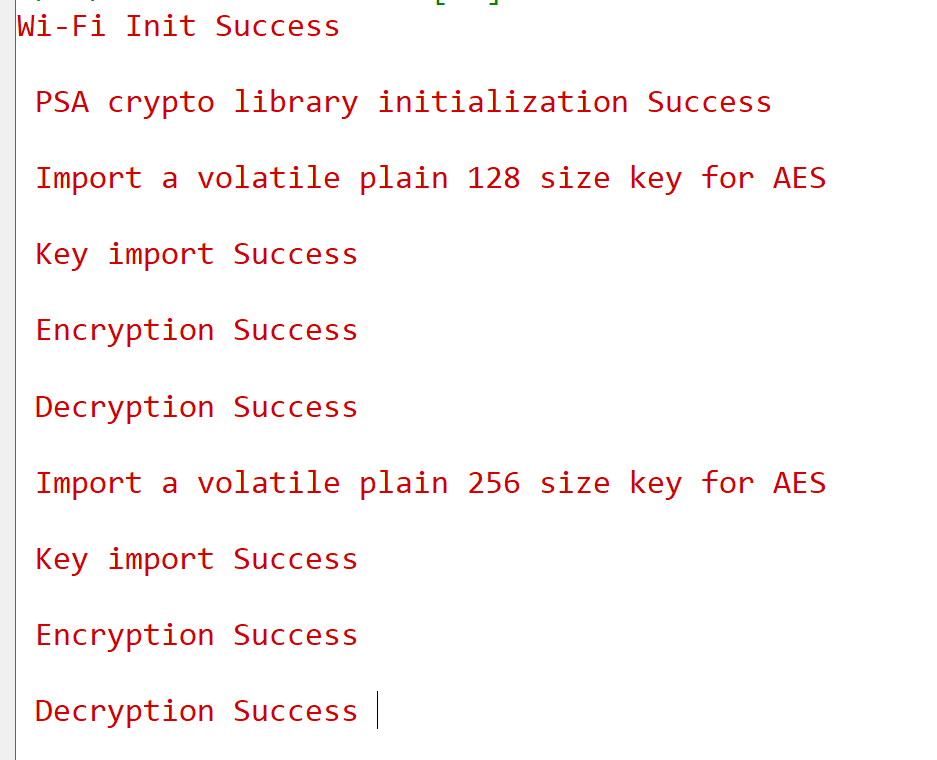 Wi-Fi Init Success
PSA crypto library initialization Success
Import a volatile plain 128 size key for AES
Key import Success
Encryption Success
Decryption Success
Import a volatile plain 256 size key for AES
Key import Success
Encryption Success
Decryption Success